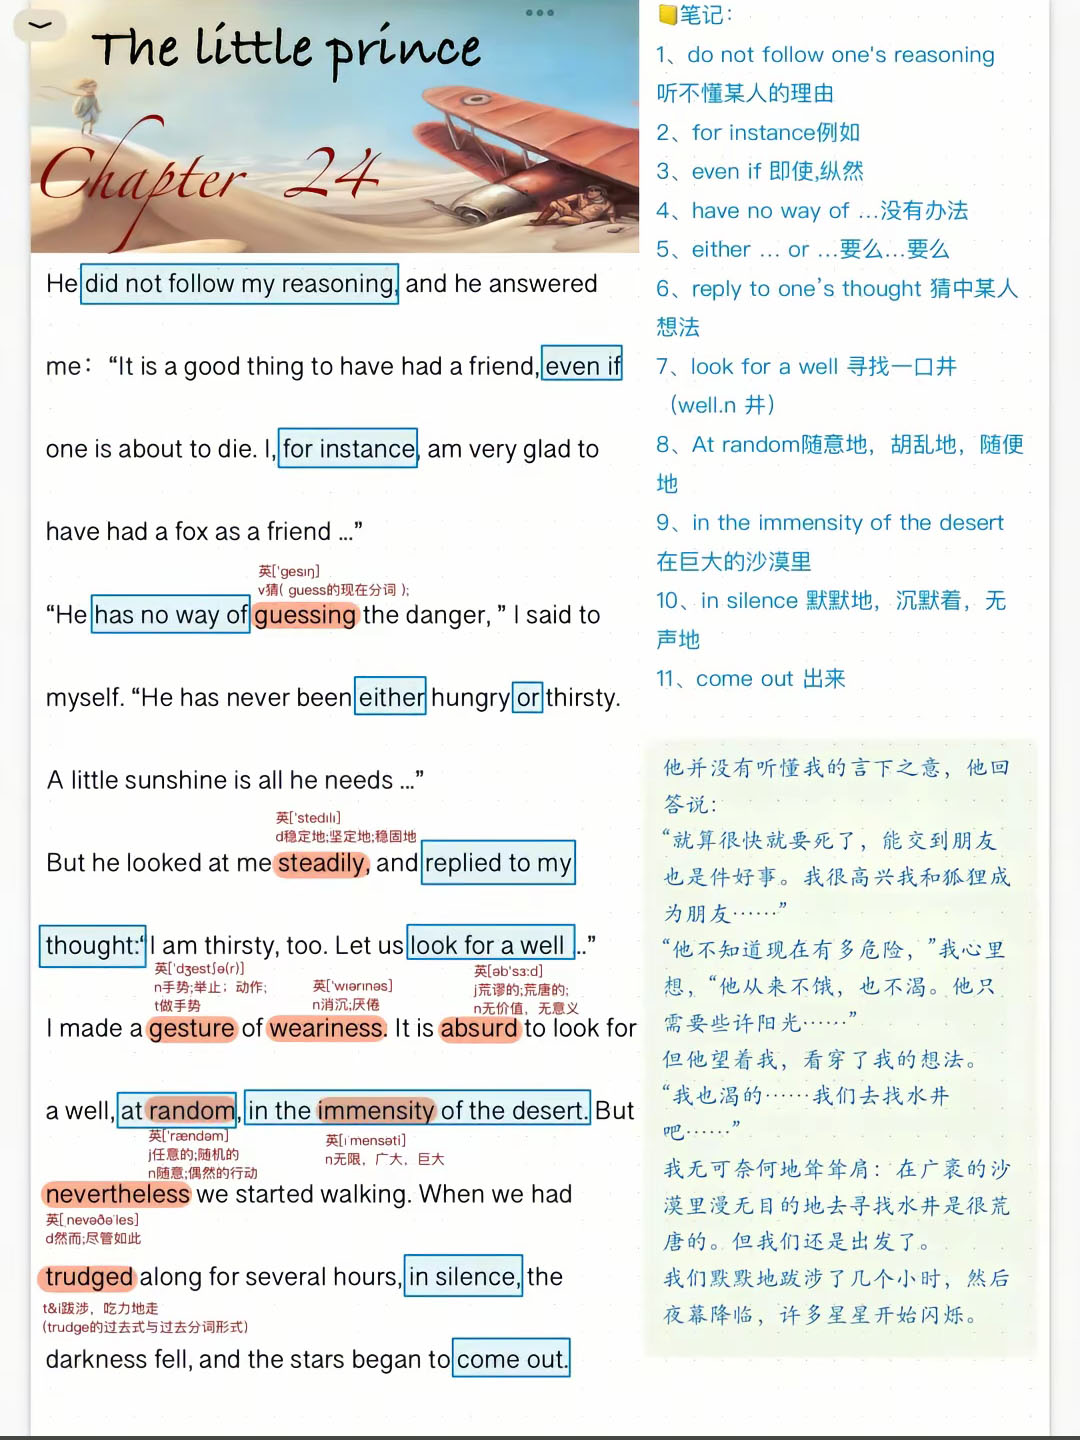 The little prince
Chapter 24
He did not follow my reasoning, and he answered
me：“It is a good thing to have had a friend, even if
one is about to die. I, for instance, am very glad to
have had a fox as a friend ...”
英['gesɪŋ]
v猜( guess的现在分词 );
“He has no way of guessing the danger, ” I said to
myself. “He has never been either hungry or thirsty.
A little sunshine is all he needs ...”
英['stedɪlɪ]
d稳定地;坚定地;稳固地
But he looked at me steadily, and replied to my
thought:“ I am thirsty, too. Let us look for a well ...”
英['dʒestʃə(r)]
n手势;举止；动作;
t做手势
英['wɪərɪnəs]
n消沉;厌倦
英[əb'sɜ:d]
j荒谬的;荒唐的;
n无价值，无意义
I made a gesture of weariness. It is absurd to look for
a well, at random, in the immensity of the desert. But
英['rændəm]
j任意的;随机的
n随意;偶然的行动
英[ɪˈmensəti]
n无限，广大，巨大
nevertheless we started walking. When we had
英[ˌnevəðəˈles]
d然而;尽管如此
trudged along for several hours, in silence, the
t&i跋涉，吃力地走
(trudge的过去式与过去分词形式)
darkness fell, and the stars began to come out.
笔记：
1、do not follow one's reasoning
听不懂某人的理由
2、for instance例如
3、even if 即使,纵然
4、have no way of …没有办法
5、either … or …要么…要么
6、reply to one’s thought 猜中某人
想法
7、look for a well 寻找一口井
（well.n 井）
8、At random随意地，胡乱地，随便
地
9、in the immensity of the desert
在巨大的沙漠里
10、in silence 默默地，沉默着，无
声地
11、come out 出来
他并没有听懂我的言下之意，他回
答说：
“就算很快就要死了，能交到朋友
也是件好事。我很高兴我和狐狸成
为朋友……”
“他不知道现在有多危险，”我心里
想，“他从来不饿，也不渴。他只
需要些许阳光……”
但他望着我，看穿了我的想法。
“我也渴的……我们去找水井
吧……”
我无可奈何地耸耸肩：在广袤的沙
漠里漫无目的地去寻找水井是很荒
唐的。但我们还是出发了。
我们默默地跋涉了几个小时，然后
夜幕降临，许多星星开始闪烁。